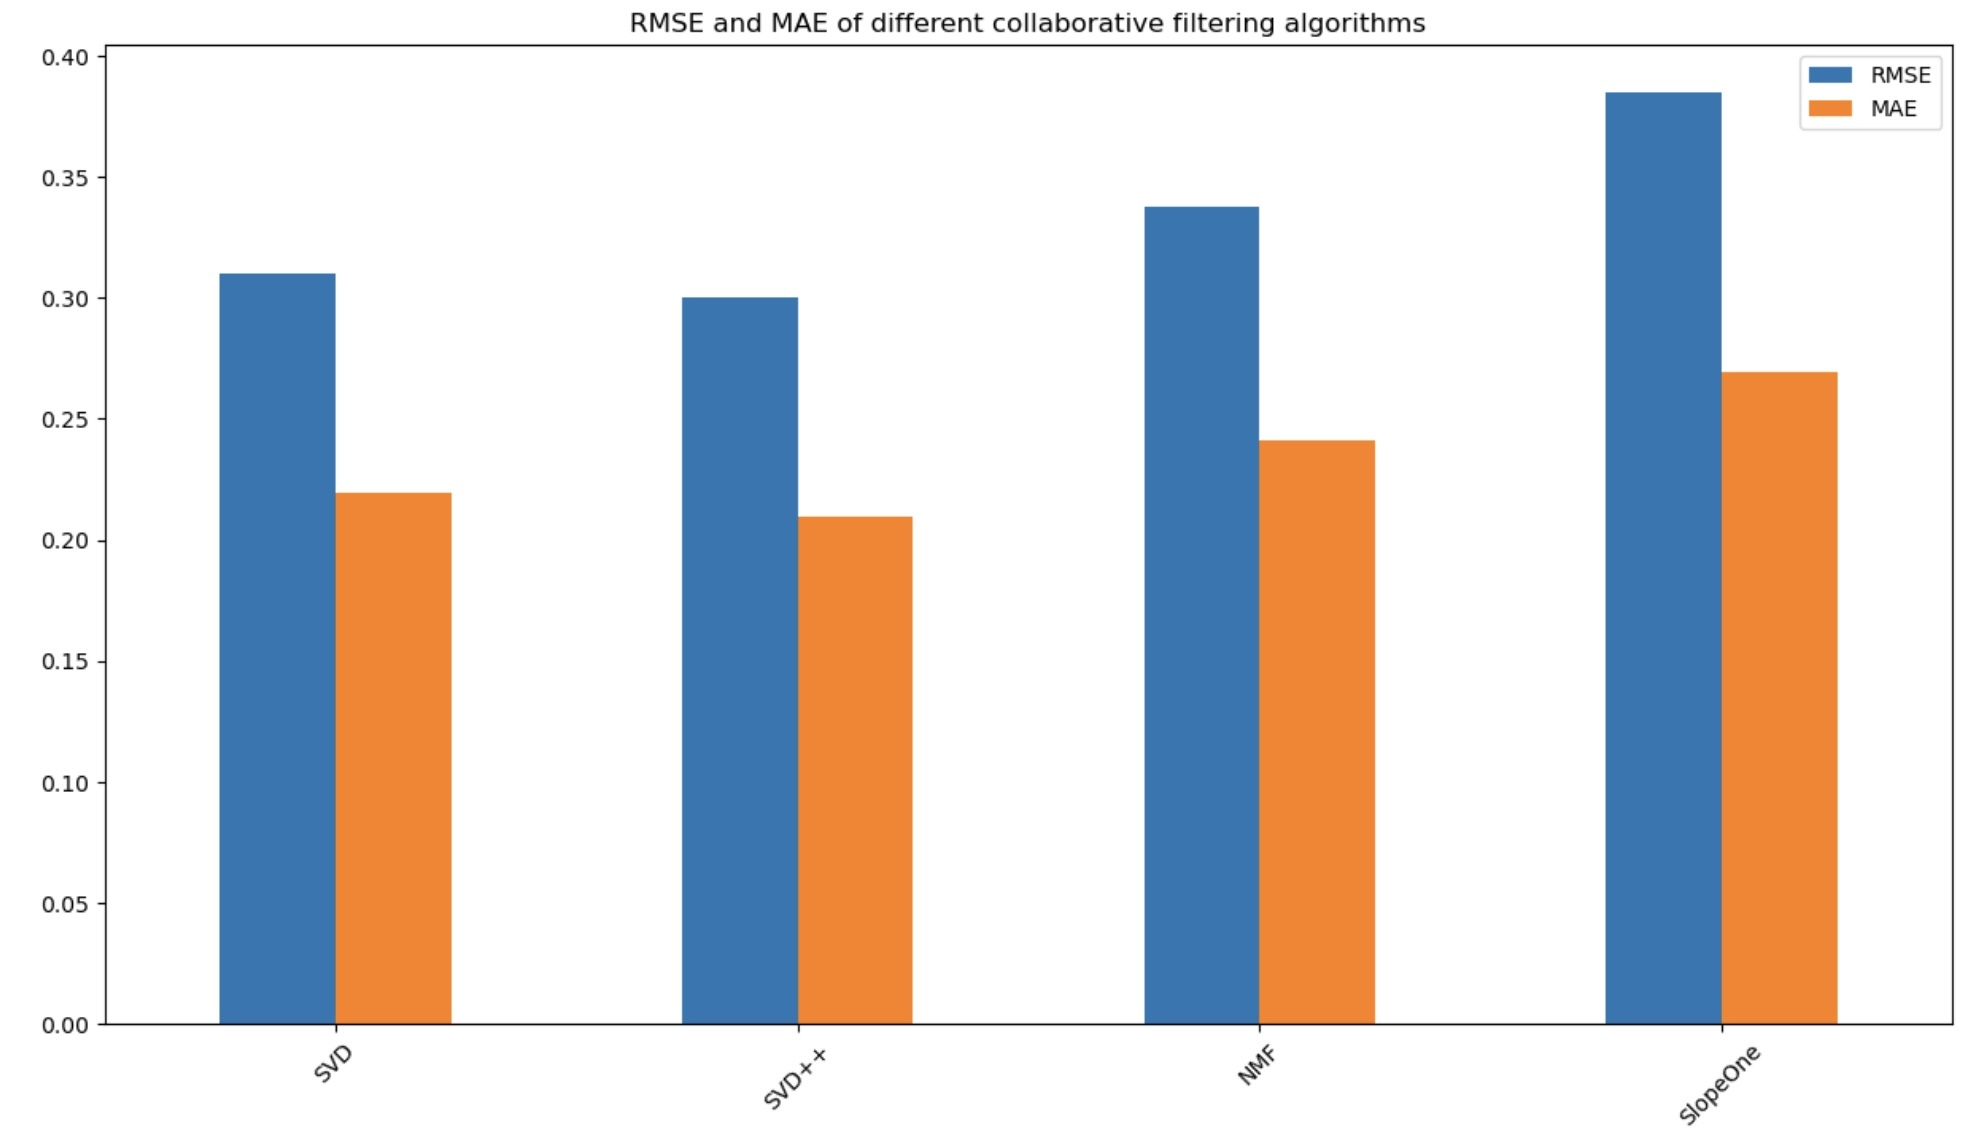 RMSE and MAE of different collaborative filtering algorithms
RMSE
MAE
0.40
0.35
0.30
0.25
0.20
0.15
0.10
0.05
0.00
SVD
SVD++
NMF
SlopeOne